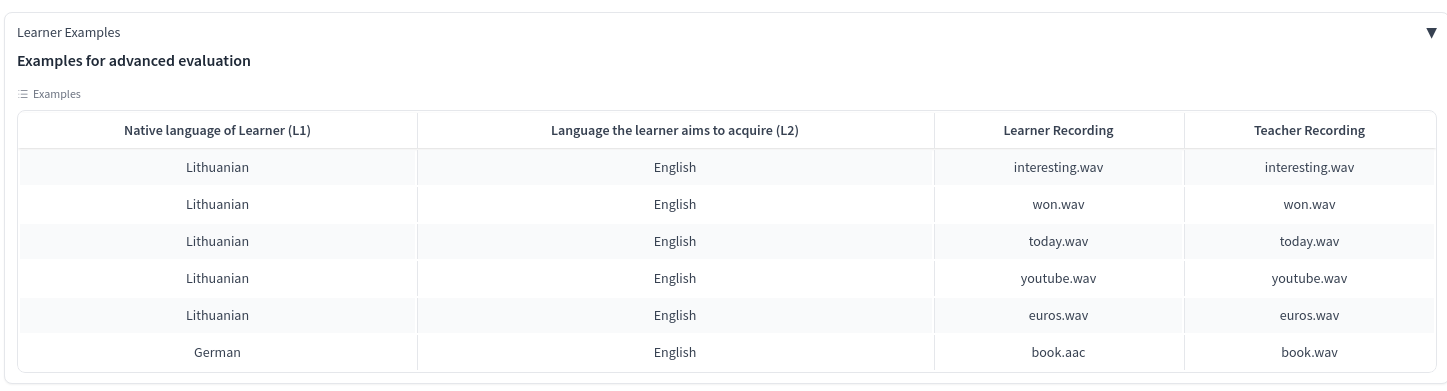 Learner Examples ▼
Examples for advanced evaluation
Examples
Native language of Learner (L1) Language the learner aims to acquire (L2) Learner Recording Teacher Recording
Lithuanian English interesting.wav interesting.wav
Lithuanian English won.wav won.wav
Lithuanian English today.wav today.wav
Lithuanian English youtube.wav youtube.wav
Lithuanian English euros.wav euros.wav
German English book.aac book.wav